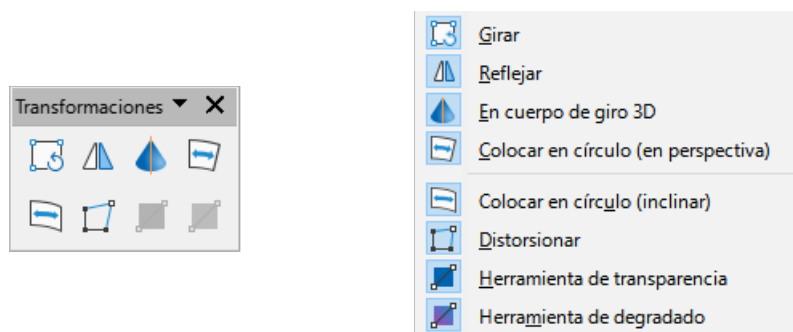 Transformaciones
Girar
Reflejar
En cuerpo de giro 3D
Colocar en círculo (en perspectiva)
Colocar en círculo (inclinar)
Distorsionar
Herramienta de transparencia
Herramienta de degradado